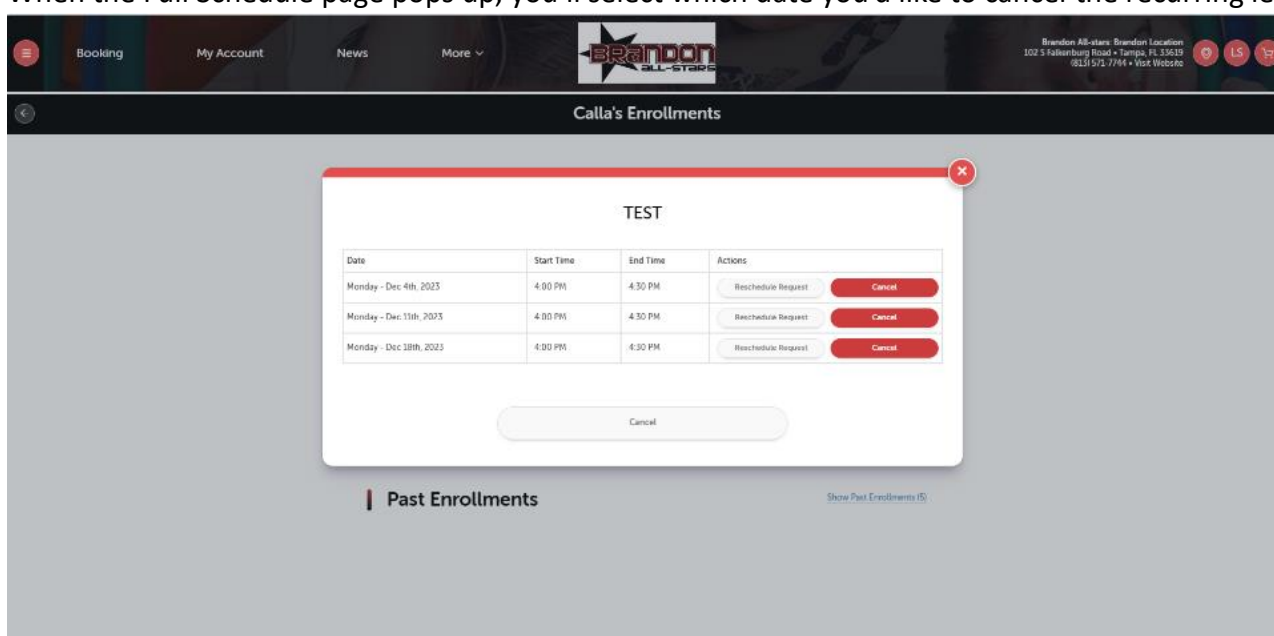 When the Full Schedule page pops up, you'll select which date you'd like to cancel the recurring le
Booking My Account News More
BRANDON
ALL-STARS
Brandon All-stars: Brandon Location
102 S Falkenburg Road • Tampa, FL 33619
(813) 571-7744 • Visit Website
LS
Calla's Enrollments
TEST
Date Start Time End Time Actions
Monday - Dec 4th, 2023 4:00 PM 4:30 PM Reschedule Request Cancel
Monday - Dec 11th, 2023 4:00 PM 4:30 PM Reschedule Request Cancel
Monday - Dec 18th, 2023 4:00 PM 4:30 PM Reschedule Request Cancel
Cancel
Past Enrollments Show Past Enrollments (5)